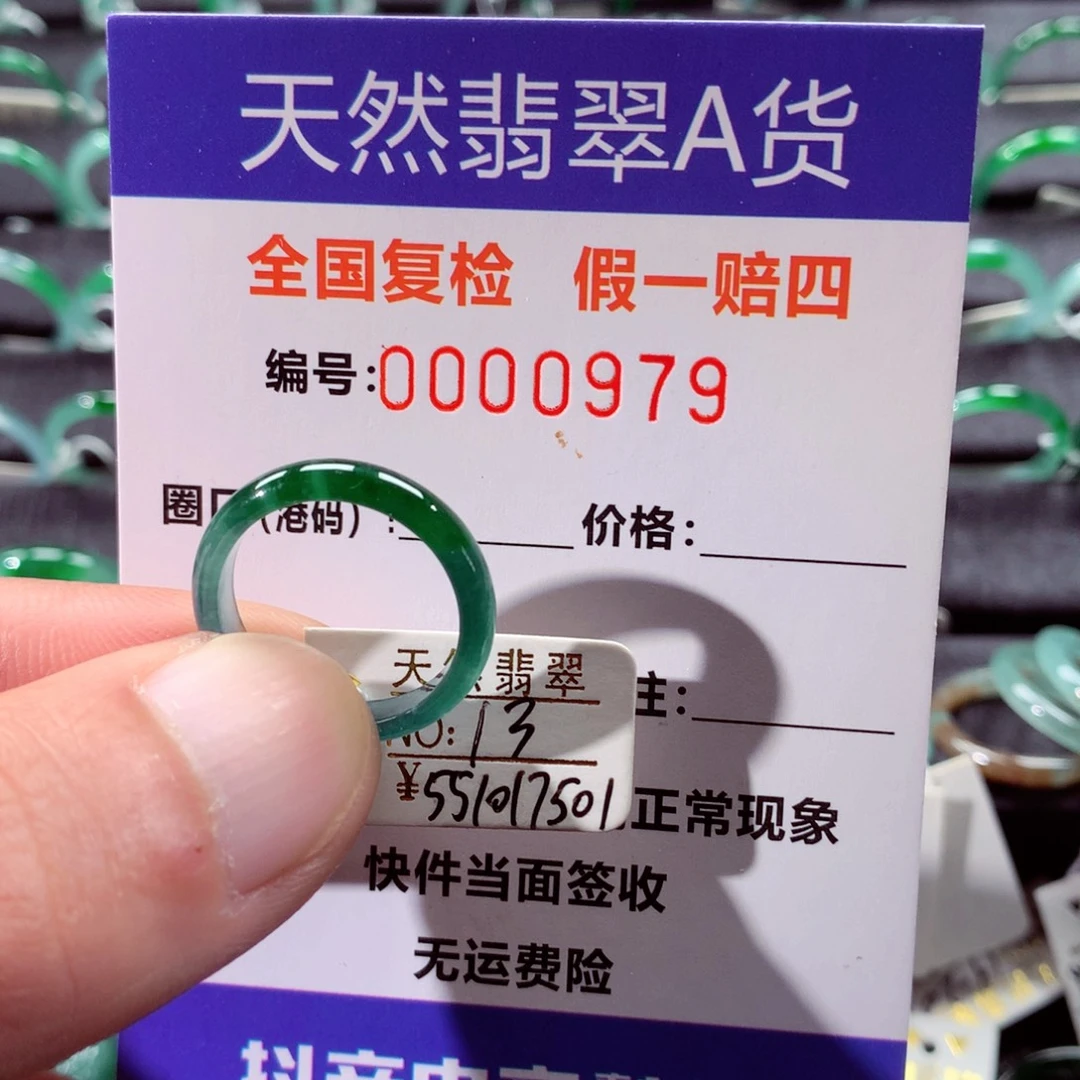 天然翡翠A货
全国复检 假一赔四
编号:0000979
圈口(港码):
价格:
天然翡翠
NO: 13
主:
¥551017501
正常现象
快件当面签收
无运费险